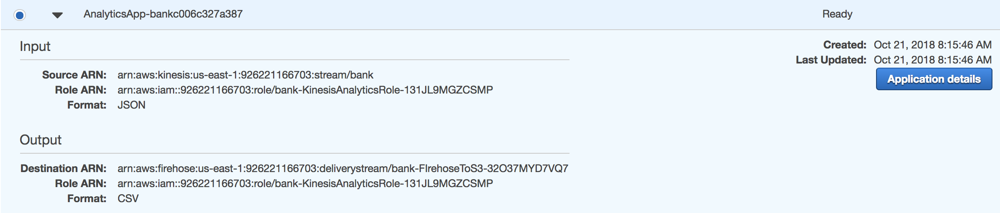 AnalyticsApp-bankc006c327a387 Ready
Input
Created: Oct 21, 2018 8:15:46 AM
Last Updated: Oct 21, 2018 8:15:46 AM
Application details
Source ARN: arn:aws:kinesis:us-east-1:926221166703:stream/bank
Role ARN: arn:aws:iam::926221166703:role/bank-KinesisAnalyticsRole-131JL9MGZCSMP
Format: JSON
Output
Destination ARN: arn:aws:firehose:us-east-1:926221166703:deliverystream/bank-FIrehoseToS3-32O37MYD7VQ7
Role ARN: arn:aws:iam::926221166703:role/bank-KinesisAnalyticsRole-131JL9MGZCSMP
Format: CSV